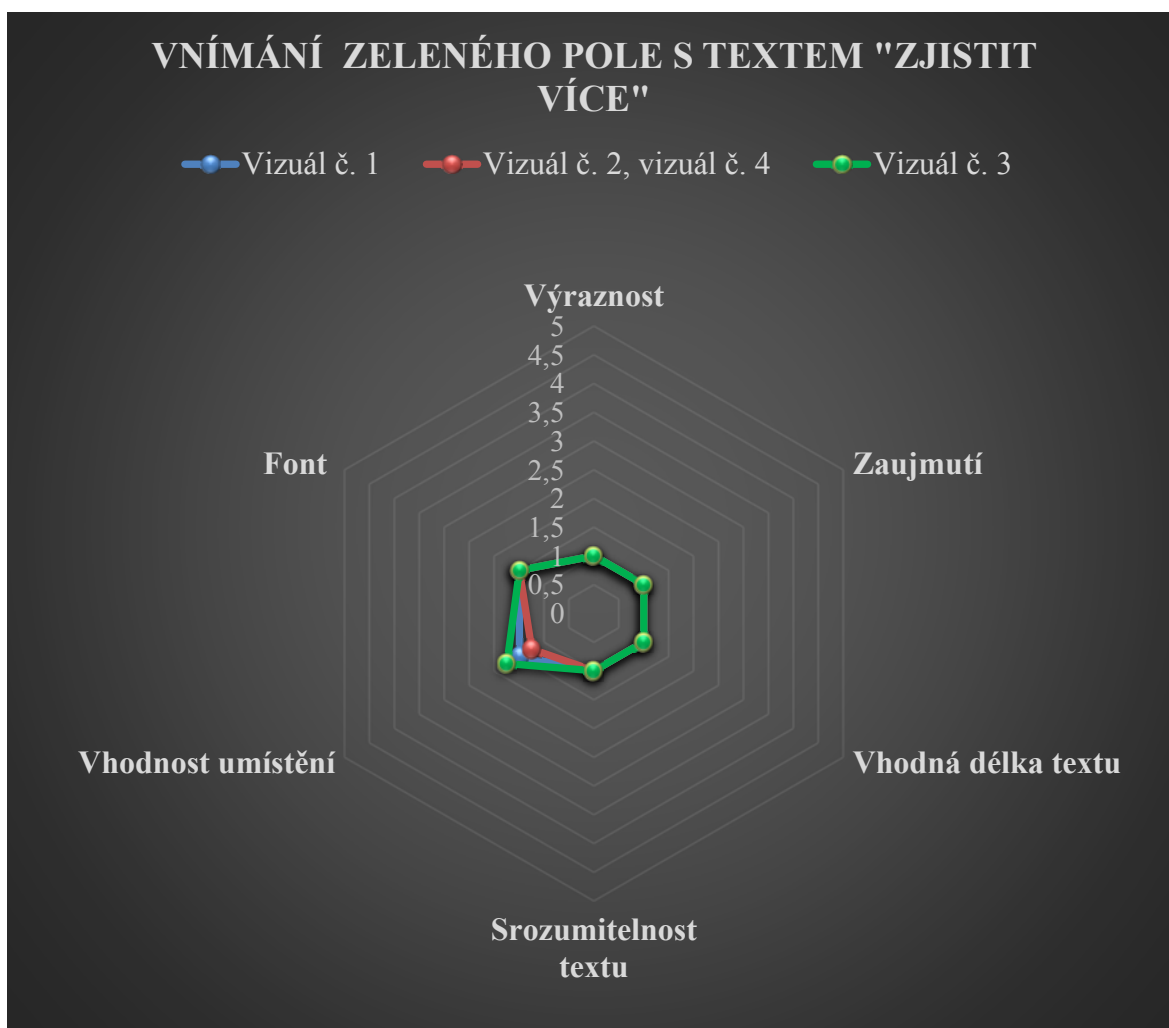 VNÍMÁNÍ  ZELENÉHO POLE S TEXTEM "ZJISTIT
VÍCE"
Vizuál č. 1 Vizuál č. 2, vizuál č. 4 Vizuál č. 3
Výraznost
5
4,5
4
3,5
3
2,5
2
1,5
1
0,5
0
Font
Zaujmutí
Vhodnost umístění
Vhodná délka textu
Srozumitelnost
textu